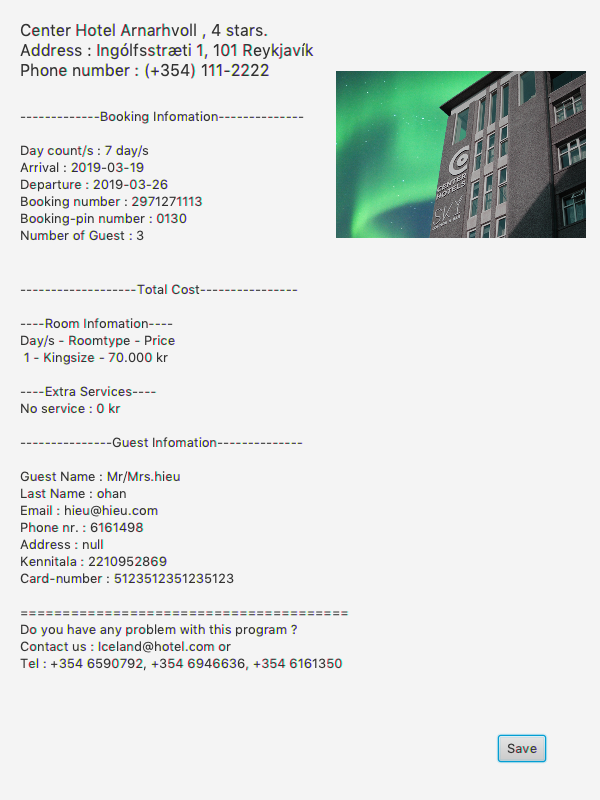 Center Hotel Arnarhvoll , 4 stars.
Address : Ingólfsstræti 1, 101 Reykjavík
Phone number : (+354) 111-2222
-------------Booking Infomation--------------
Day count/s : 7 day/s
Arrival : 2019-03-19
Departure : 2019-03-26
Booking number : 2971271113
Booking-pin number : 0130
Number of Guest : 3
CENTER
HOTELS
SKY
-------------------Total Cost----------------
----Room Infomation----
Day/s - Roomtype - Price
1 - Kingsize - 70.000 kr
----Extra Services----
No service : 0 kr
---------------Guest Infomation--------------
Guest Name : Mr/Mrs.hieu
Last Name : ohan
Email : hieu@hieu.com
Phone nr. : 6161498
Address : null
Kennitala : 2210952869
Card-number : 5123512351235123
=======================================
Do you have any problem with this program ?
Contact us : Iceland@hotel.com or
Tel : +354 6590792, +354 6946636, +354 6161350
Save